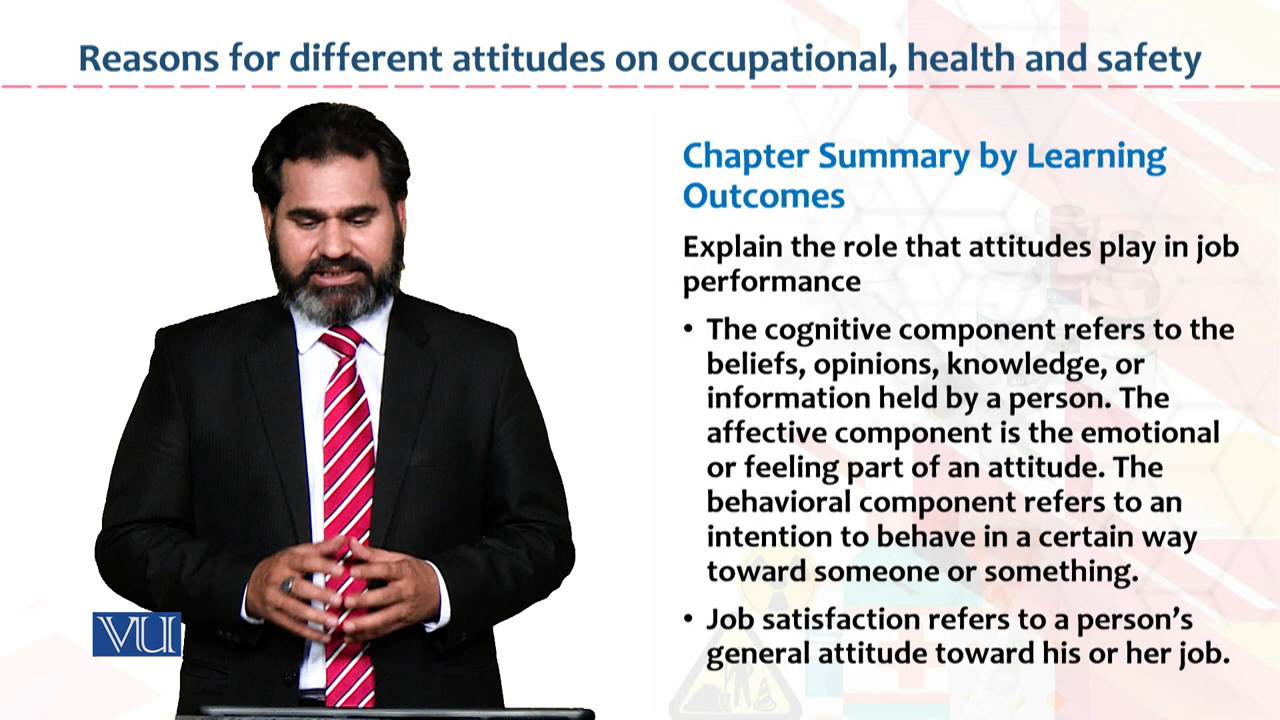 Reasons for different attitudes on occupational, health and safety
Chapter Summary by Learning
Outcomes
Explain the role that attitudes play in job
performance
• The cognitive component refers to the
beliefs, opinions, knowledge, or
information held by a person. The
affective component is the emotional
or feeling part of an attitude. The
behavioral component refers to an
intention to behave in a certain way
toward someone or something.
• Job satisfaction refers to a person's
general attitude toward his or her job.
VU